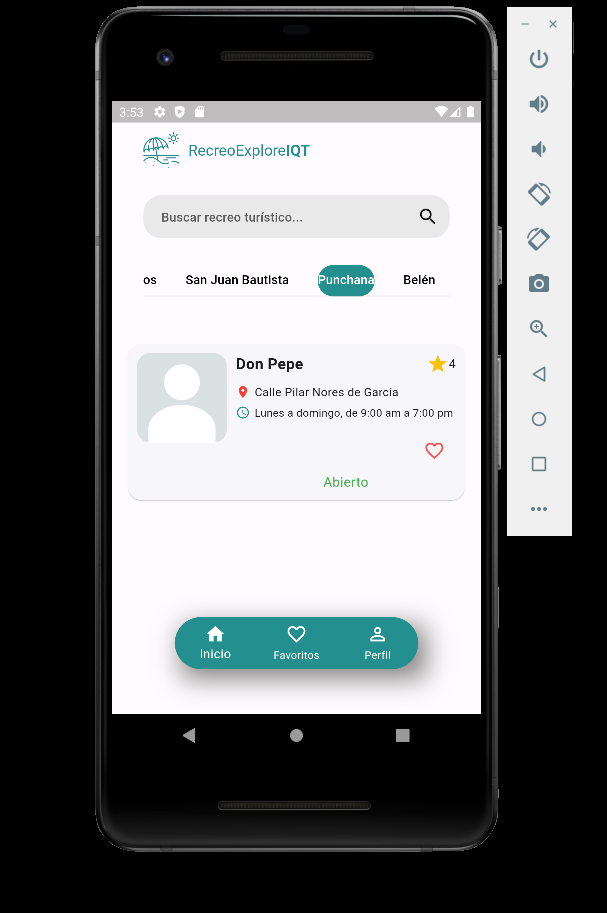 3:53
RecreoExploreIQT
Buscar recreo turístico...
os San Juan Bautista Punchana Belén
Don Pepe 4
Calle Pilar Nores de García
Lunes a domingo, de 9:00 am a 7:00 pm
Abierto
Inicio Favoritos Perfil